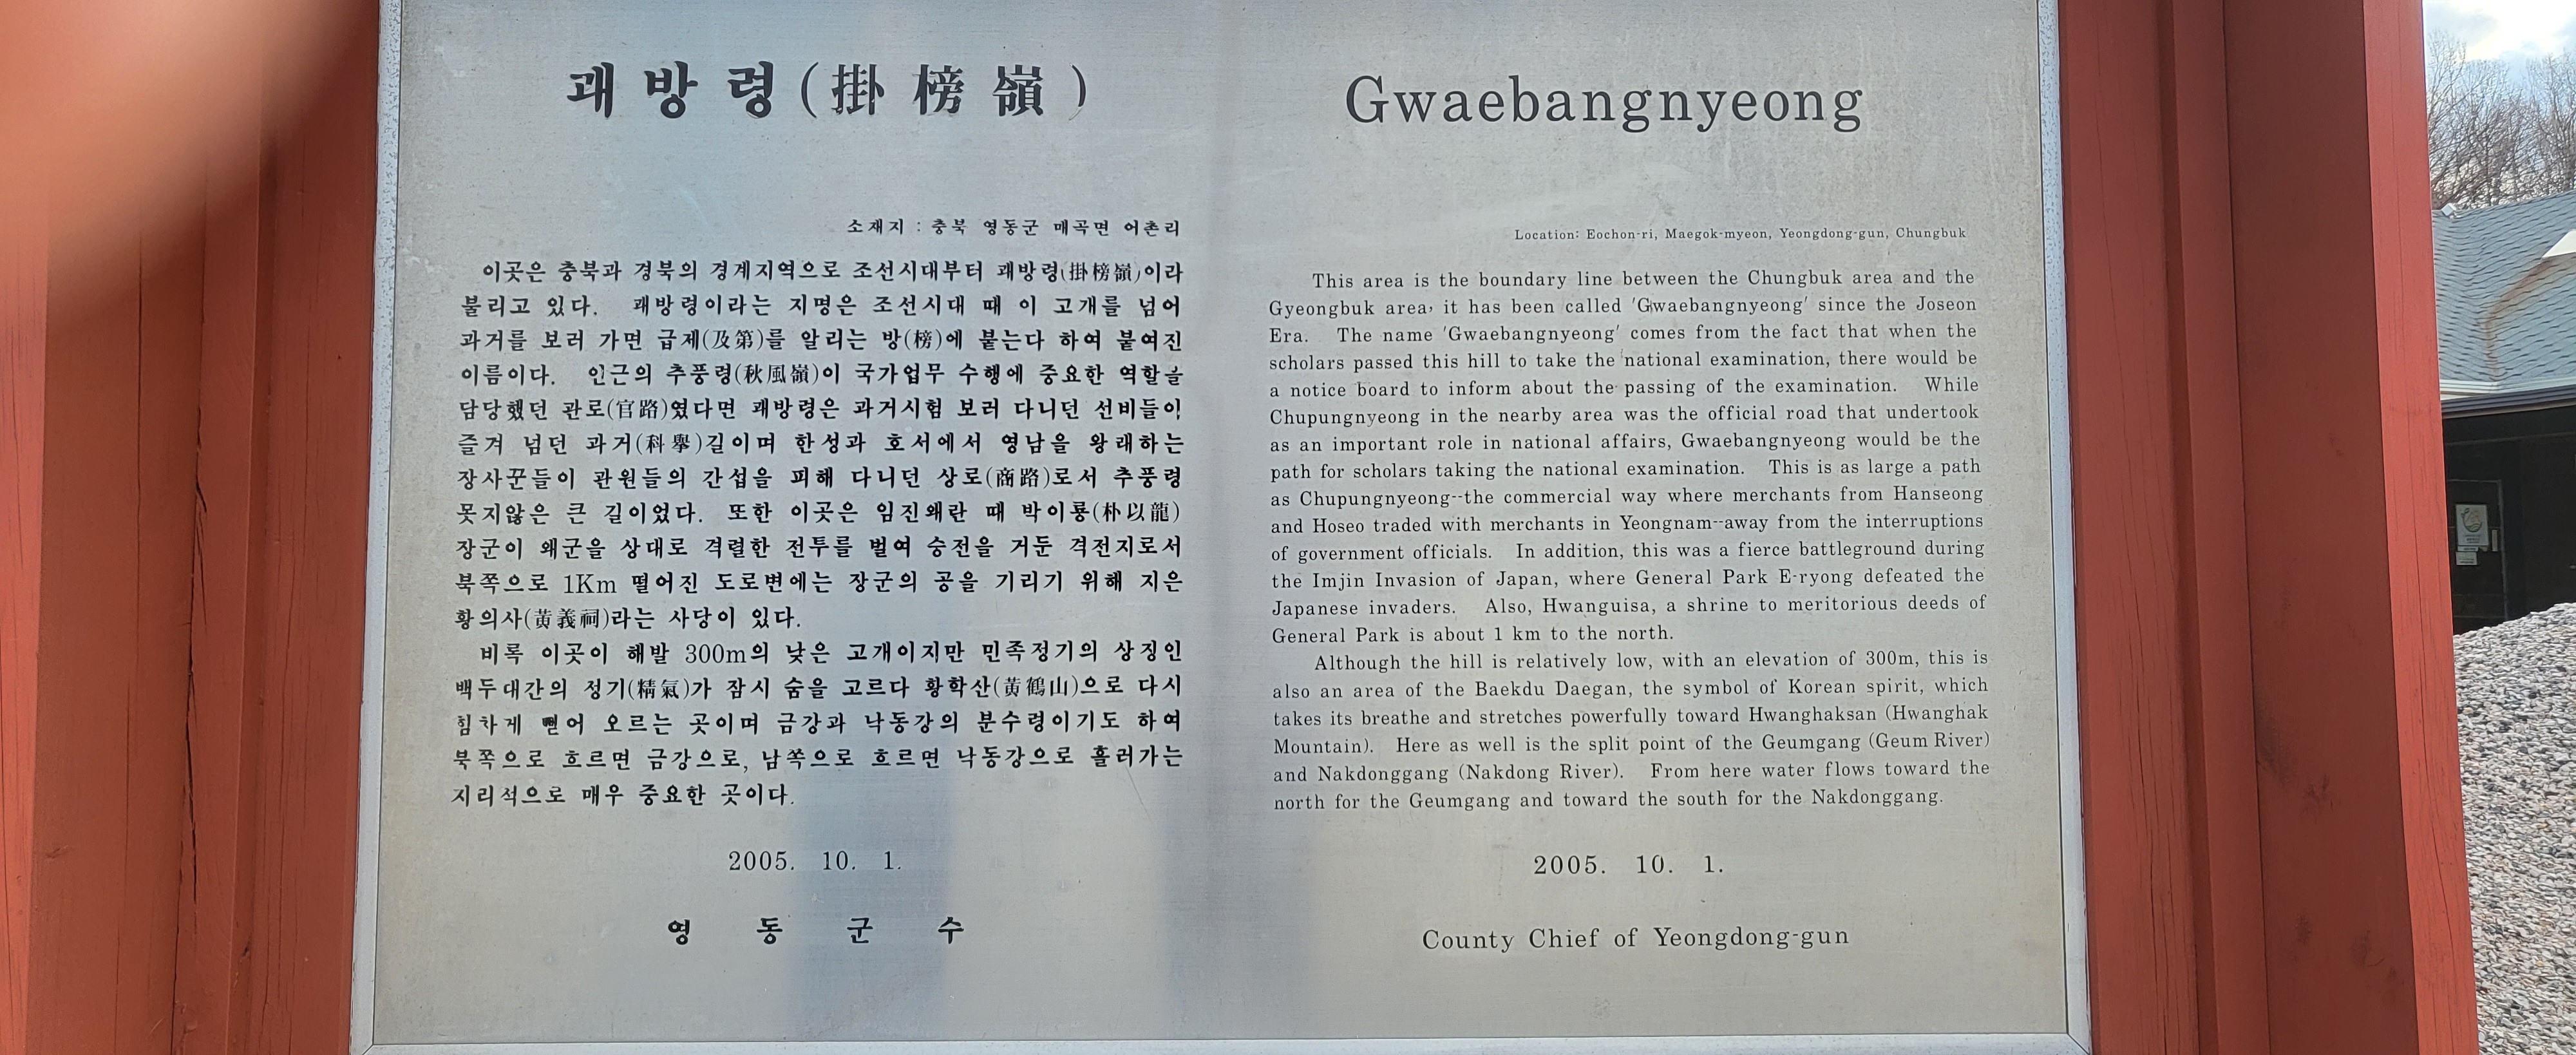 괘방령(掛榜嶺)
소재지 : 충북 영동군 매곡면 어촌리
이곳은 충북과 경북의 경계지역으로 조선시대부터 괘방령(掛榜嶺)이라
불리고 있다. 괘방령이라는 지명은 조선시대 때 이 고개를 넘어
과거를 보러 가면 급제(及第)를 알리는 방(榜)에 붙는다 하여 붙여진
이름이다. 인근의 추풍령(秋風嶺)이 국가업무 수행에 중요한 역할을
담당했던 관로(官路)였다면 괘방령은 과거시험 보러 다니던 선비들이
즐겨 넘던 과거(科擧)길이며 한성과 호서에서 영남을 왕래하는
장사꾼들이 관원들의 간섭을 피해 다니던 상로(商路)로서 추풍령
못지않은 큰 길이었다. 또한 이곳은 임진왜란 때 박이룡(朴以龍)
장군이 왜군을 상대로 격렬한 전투를 벌여 승전을 거둔 격전지로서
북쪽으로 1Km 떨어진 도로변에는 장군의 공을 기리기 위해 지은
황의사(黃義祠)라는 사당이 있다.
비록 이곳이 해발 300m의 낮은 고개이지만 민족정기의 상징인
백두대간의 정기(精氣)가 잠시 숨을 고르다 황학산(黃鶴山)으로 다시
힘차게 뻗어 오르는 곳이며 금강과 낙동강의 분수령이기도 하여
북쪽으로 흐르면 금강으로, 남쪽으로 흐르면 낙동강으로 흘러가는
지리적으로 매우 중요한 곳이다.
2005. 10. 1.
영 동 군 수
Gwaebangnyeong
Location: Eochon-ri, Maegok-myeon, Yeongdong-gun, Chungbuk
This area is the boundary line between the Chungbuk area and the
Gyeongbuk area, it has been called 'Gwaebangnyeong' since the Joseon
Era. The name 'Gwaebangnyeong' comes from the fact that when the
scholars passed this hill to take the national examination, there would be
a notice board to inform about the passing of the examination. While
Chupungnyeong in the nearby area was the official road that undertook
as an important role in national affairs, Gwaebangnyeong would be the
path for scholars taking the national examination. This is as large a path
as Chupungnyeong--the commercial way where merchants from Hanseong
and Hoseo traded with merchants in Yeongnam--away from the interruptions
of government officials. In addition, this was a fierce battleground during
the Imjin Invasion of Japan, where General Park E-ryong defeated the
Japanese invaders. Also, Hwanguisa, a shrine to meritorious deeds of
General Park is about 1 km to the north.
Although the hill is relatively low, with an elevation of 300m, this is
also an area of the Baekdu Daegan, the symbol of Korean spirit, which
takes its breathe and stretches powerfully toward Hwanghaksan (Hwanghak
Mountain). Here as well is the split point of the Geumgang (Geum River)
and Nakdonggang (Nakdong River). From here water flows toward the
north for the Geumgang and toward the south for the Nakdonggang.
2005. 10. 1.
County Chief of Yeongdong-gun